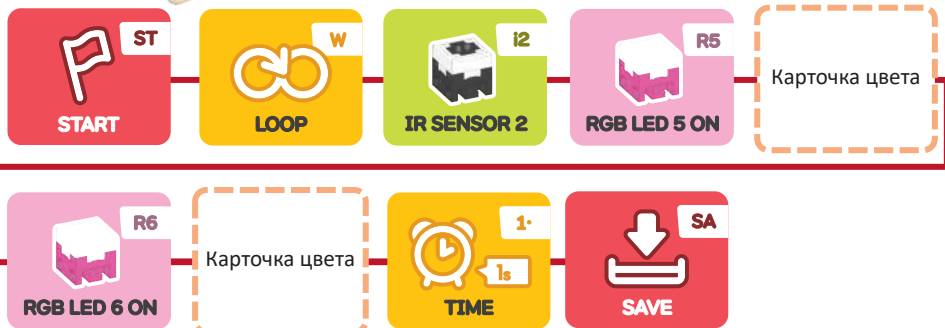 ST
START
W
LOOP
i2
IR SENSOR 2
R5
RGB LED 5 ON
Карточка цвета
R6
RGB LED 6 ON
Карточка цвета
1·
1s
TIME
SA
SAVE